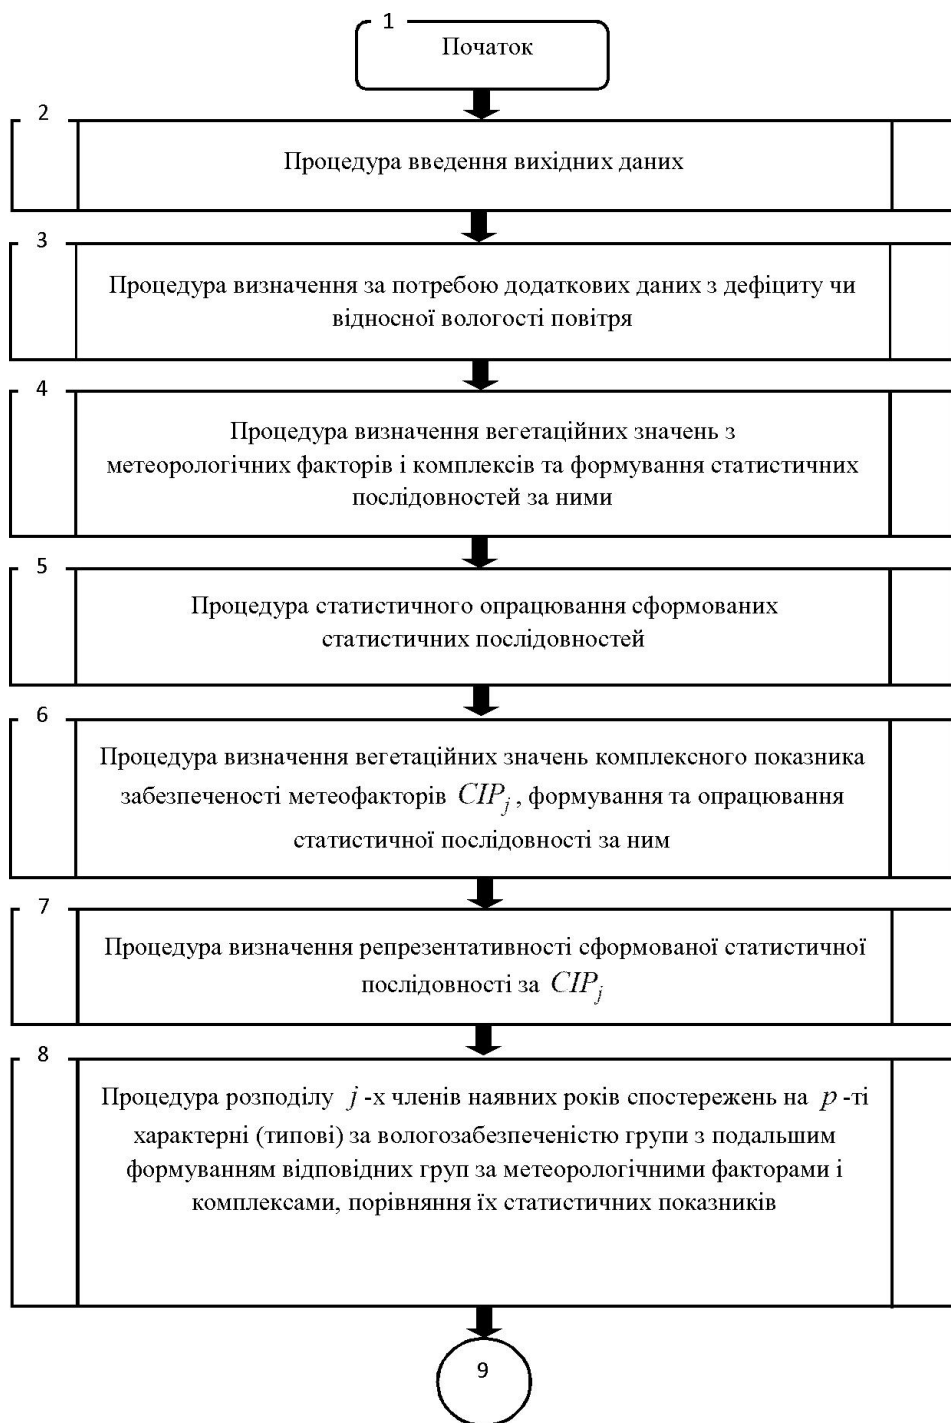 1
Початок
2
Процедура введення вихідних даних
3
Процедура визначення за потребою додаткових даних з дефіциту чи
відносної вологості повітря
4
Процедура визначення вегетаційних значень з
метеорологічних факторів і комплексів та формування статистичних
послідовностей за ними
5
Процедура статистичного опрацювання сформованих
статистичних послідовностей
6
Процедура визначення вегетаційних значень комплексного показника
забезпеченості метеофакторів CIP_j, формування та опрацювання
статистичної послідовності за ним
7
Процедура визначення репрезентативності сформованої статистичної
послідовності за CIP_j
8
Процедура розподілу j -х членів наявних років спостережень на p -ті
характерні (типові) за вологозабезпеченістю групи з подальшим
формуванням відповідних груп за метеорологічними факторами і
комплексами, порівняння їх статистичних показників
9